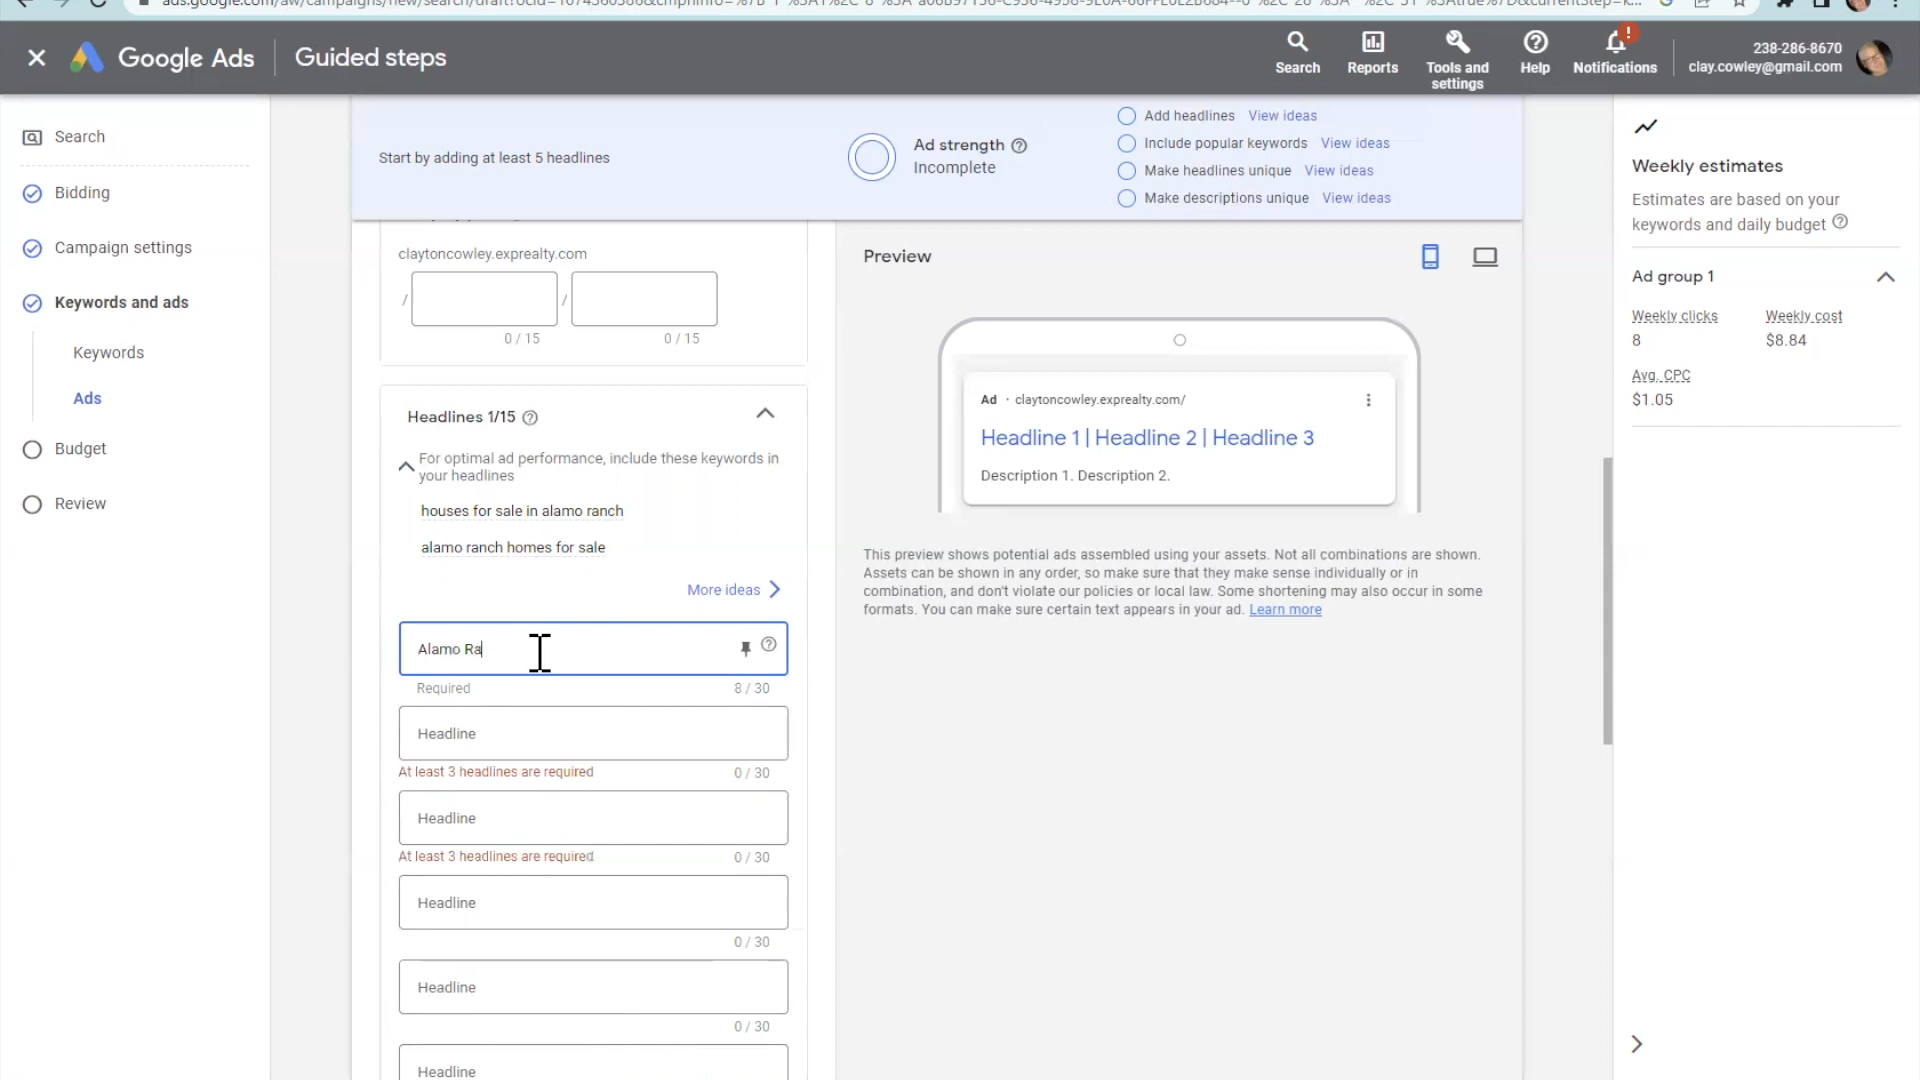 Google Ads
Guided steps
Search
Reports
Tools and
settings
Help
Notifications
!
238-286-8670
clay.cowley@gmail.com
Search
Bidding
Campaign settings
Keywords and ads
Keywords
Ads
Budget
Review
Start by adding at least 5 headlines
Ad strength
Incomplete
Add headlines View ideas
Include popular keywords View ideas
Make headlines unique View ideas
Make descriptions unique View ideas
claytoncowley.exprealty.com
/ /
0 / 15 0 / 15
Headlines 1/15
For optimal ad performance, include these keywords in
your headlines
houses for sale in alamo ranch
alamo ranch homes for sale
More ideas
Alamo Ra
Required 8 / 30
Headline
At least 3 headlines are required 0 / 30
Headline
At least 3 headlines are required 0 / 30
Headline
0 / 30
Headline
0 / 30
Headline
Preview
Ad · claytoncowley.exprealty.com/
Headline 1 | Headline 2 | Headline 3
Description 1. Description 2.
This preview shows potential ads assembled using your assets. Not all combinations are shown.
Assets can be shown in any order, so make sure that they make sense individually or in
combination, and don't violate our policies or local law. Some shortening may also occur in some
formats. You can make sure certain text appears in your ad. Learn more
Weekly estimates
Estimates are based on your
keywords and daily budget
Ad group 1
Weekly clicks Weekly cost
8 $8.84
Avg. CPC
$1.05